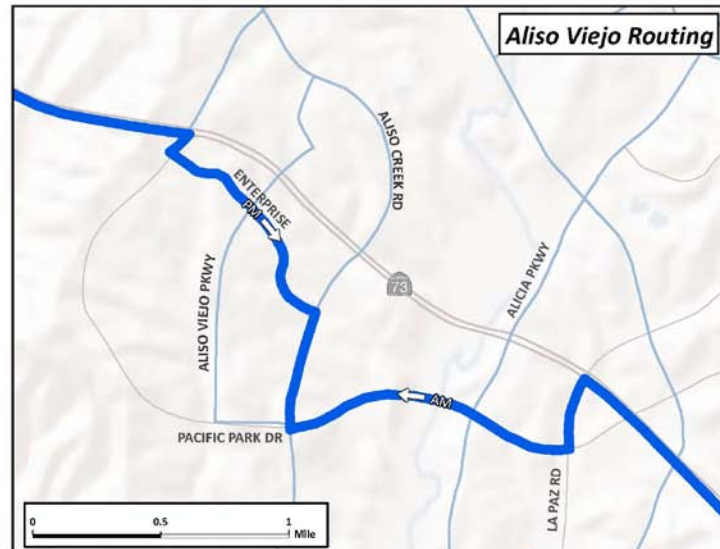 Aliso Viejo Routing
ALISO CREEK RD
ENTERPRISE
PM
ALISO VIEJO PKWY
73
ALICIA PKWY
AM
PACIFIC PARK DR
LA PAZ RD
0 0.5 1
Mile